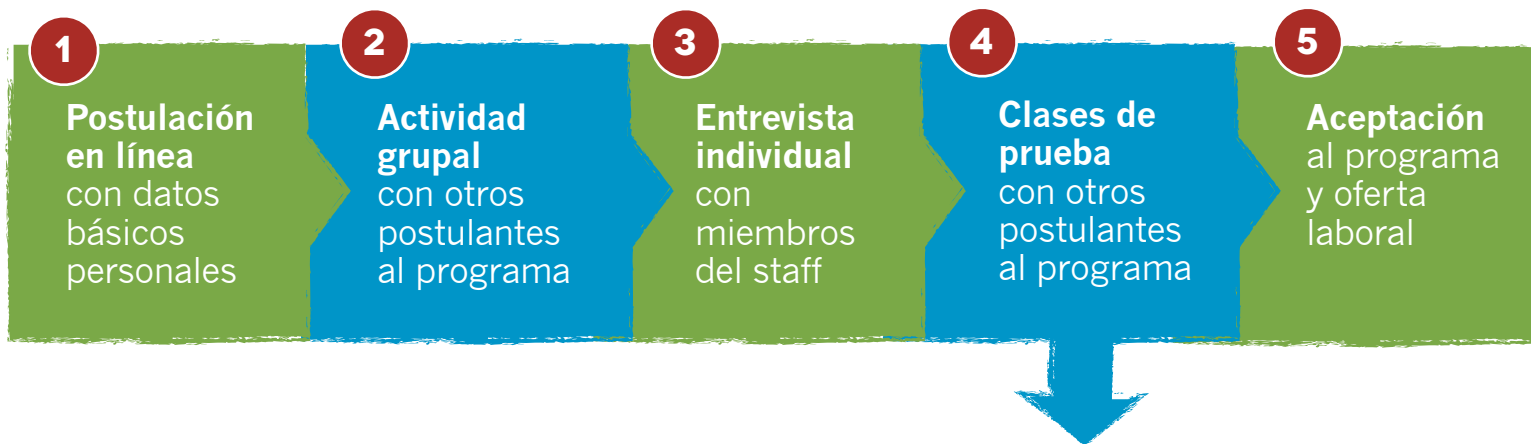 1
Postulación
en línea
con datos
básicos
personales
2
Actividad
grupal
con otros
postulantes
al programa
3
Entrevista
individual
con
miembros
del staff
4
Clases de
prueba
con otros
postulantes
al programa
5
Aceptación
al programa
y oferta
laboral